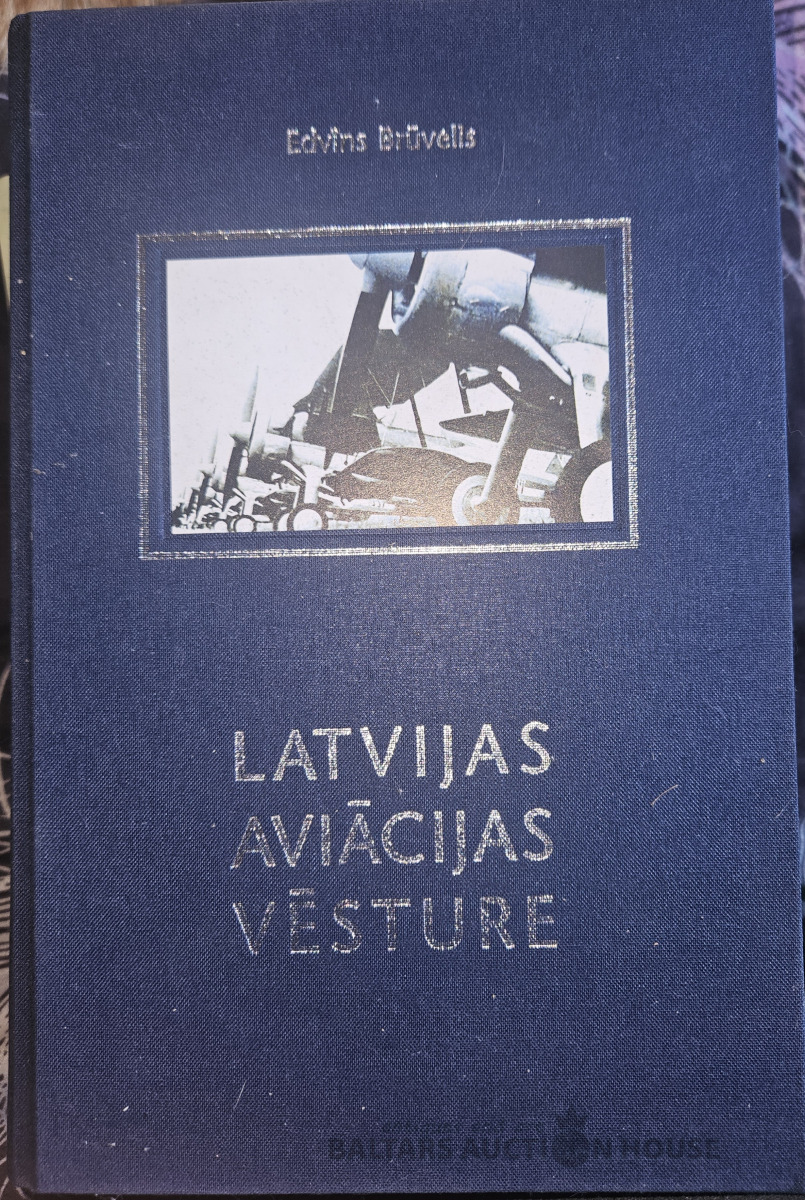 Edvīns Brūvelis
LATVIJAS
AVIĀCIJAS
VĒSTURE
BALTARS AUCTION HOUSE